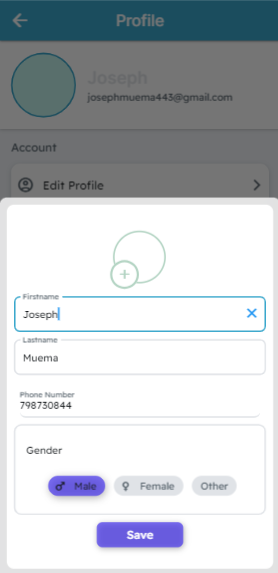 Profile
Joseph
josephmuema443@gmail.com
Account
Edit Profile
Firstname
Joseph
Lastname
Muema
Phone Number
798730844
Gender
Male Female Other
Save